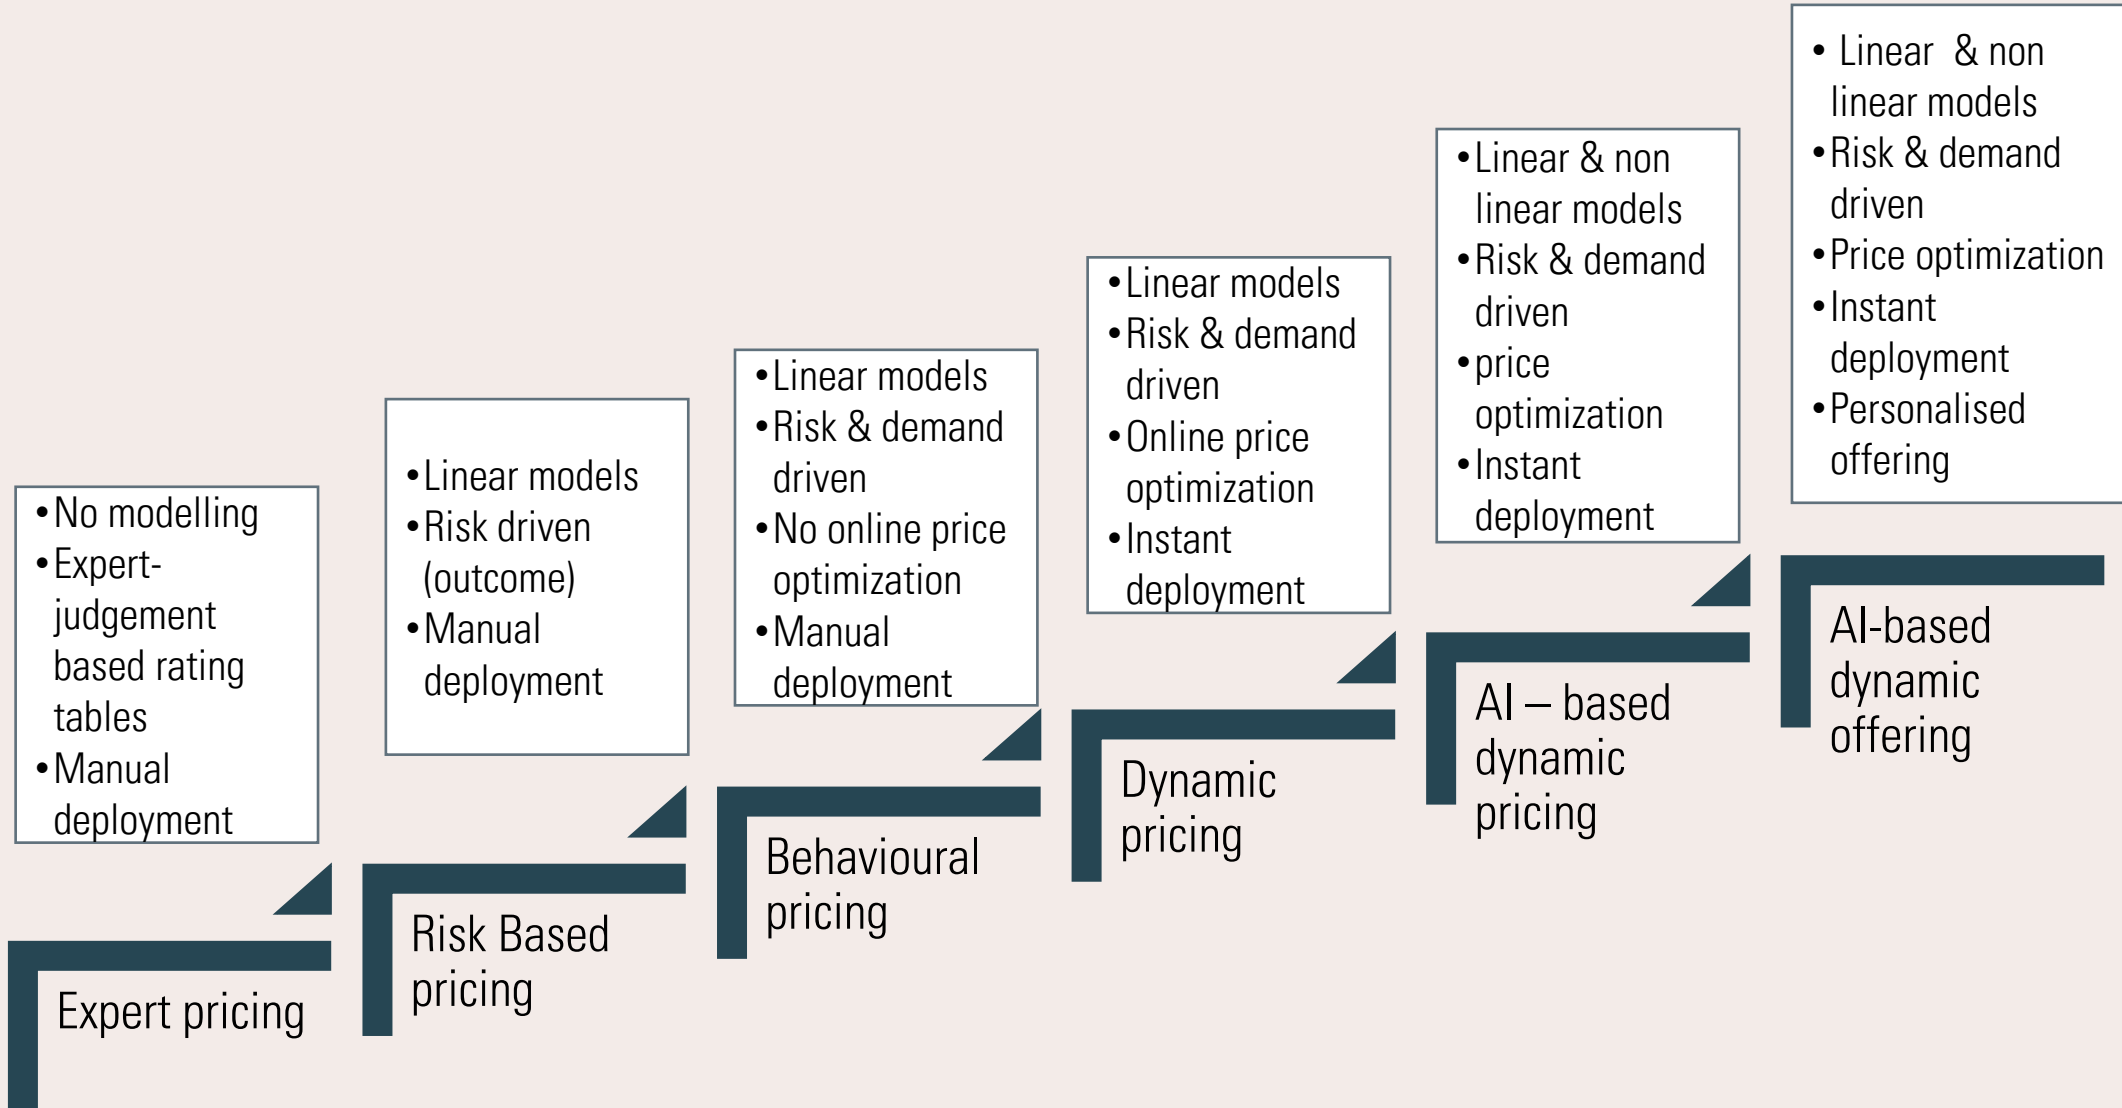 •No modelling
•Expert-
judgement
based rating
tables
•Manual
deployment
Expert pricing
•Linear models
•Risk driven
(outcome)
•Manual
deployment
Risk Based
pricing
•Linear models
•Risk & demand
driven
•No online price
optimization
•Manual
deployment
Behavioural
pricing
•Linear models
•Risk & demand
driven
•Online price
optimization
•Instant
deployment
Dynamic
pricing
•Linear & non
linear models
•Risk & demand
driven
•price
optimization
•Instant
deployment
AI – based
dynamic
pricing
• Linear & non
linear models
•Risk & demand
driven
•Price optimization
•Instant
deployment
•Personalised
offering
AI-based
dynamic
offering